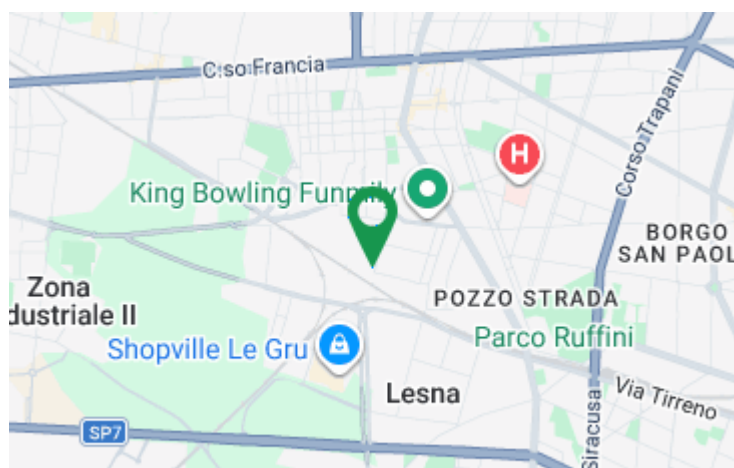 C.so Francia
Corso Trapani
H
King Bowling Funmily
BORGO
SAN PAOL
Zona
dustriale II
POZZO STRADA
Parco Ruffini
Shopville Le Gru
Lesna
Via Tirreno
SP7
Siracusa